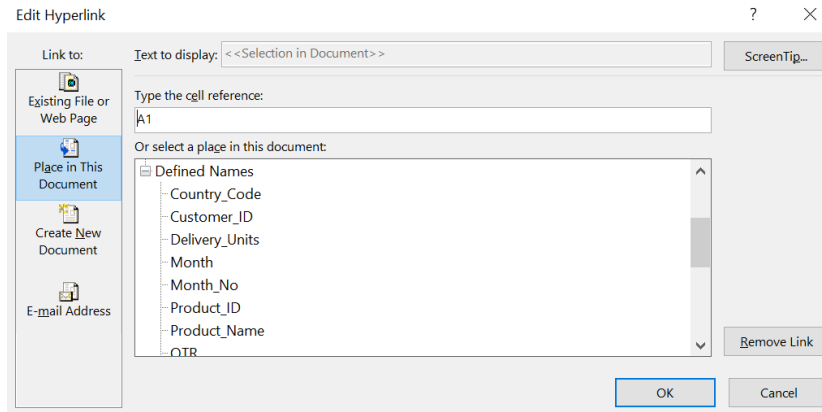 Edit Hyperlink
? X
Link to:
Text to display: <<Selection in Document>>
ScreenTip...
Existing File or
Web Page
Type the cell reference:
A1
Or select a place in this document:
Place in This
Document
Defined Names
Country_Code
Customer_ID
Delivery_Units
Month
Month_No
Product_ID
Product_Name
QTR
Create New
Document
E-mail Address
Remove Link
OK
Cancel